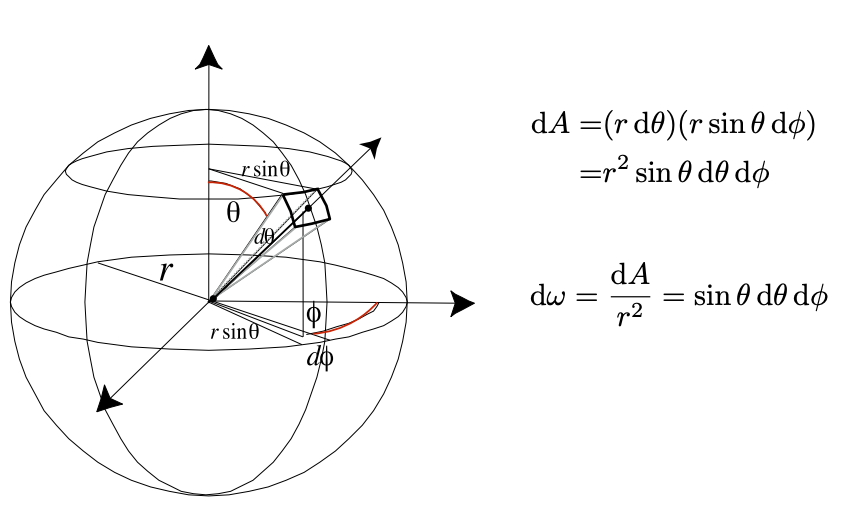 r sinθ
θ
dθ
r
ϕ
r sinθ
dϕ
dA =(r dθ)(r sin θ dϕ)
=r² sin θ dθ dϕ
dω = dA/r² = sin θ dθ dϕ